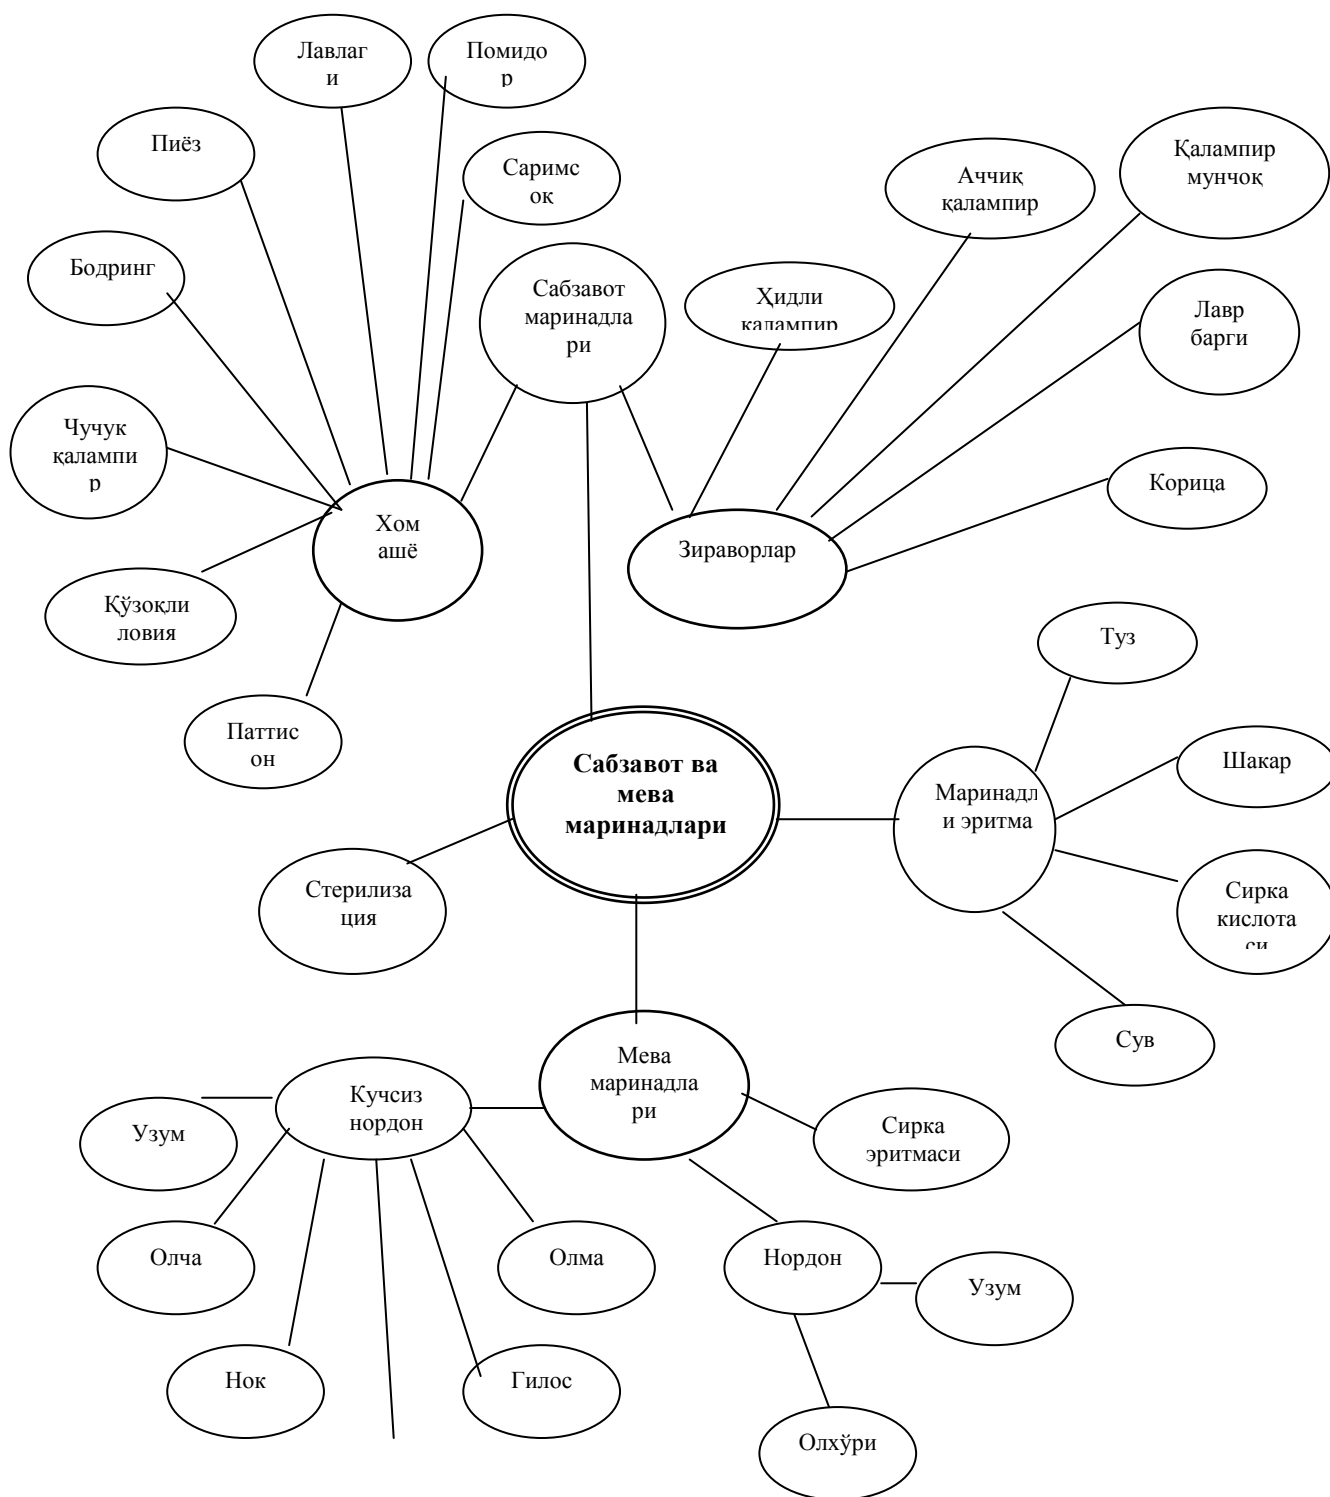 Лавлаг
и
Помидо
р
Пиёз
Саримс
ок
Аччиқ
қалампир
Қалампир
мунчоқ
Бодринг
Сабзавот
маринадла
ри
Ҳидли
қалампир
Лавр
барги
Чучук
қалампи
р
Корица
Хом
ашё
Зираворлар
Қўзоқли
ловия
Туз
Паттис
он
Сабзавот ва
мева
маринадлари
Шакар
Маринадл
и эритма
Стерилиза
ция
Сирка
кислота
си
Сув
Мева
маринадла
ри
Кучсиз
нордон
Узум
Сирка
эритмаси
Олча
Олма
Нордон
Узум
Нок
Гилос
Олхўри